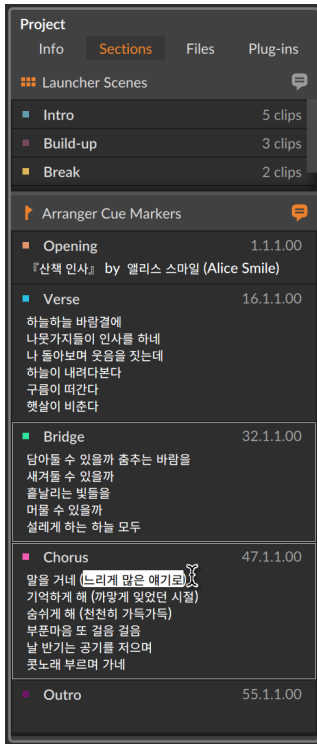 Project
Info Sections Files Plug-ins
Launcher Scenes
Intro 5 clips
Build-up 3 clips
Break 2 clips
Arranger Cue Markers
Opening 1.1.1.00
『산책 인사』 by 앨리스 스마일 (Alice Smile)
Verse 16.1.1.00
하늘하늘 바람결에
나뭇가지들이 인사를 하네
나 돌아보며 웃음을 짓는데
하늘이 내려다본다
구름이 떠간다
햇살이 비춘다
Bridge 32.1.1.00
담아둘 수 있을까 춤추는 바람을
새겨둘 수 있을까
흩날리는 빛들을
머물 수 있을까
설레게 하는 하늘 모두
Chorus 47.1.1.00
말을 거네 (느리게 많은 얘기로)
기억하게 해 (까맣게 잊었던 시절)
숨쉬게 해 (천천히 가득가득)
부푼마음 또 걸음 걸음
날 반기는 공기를 저으며
콧노래 부르며 가네
Outro 55.1.1.00